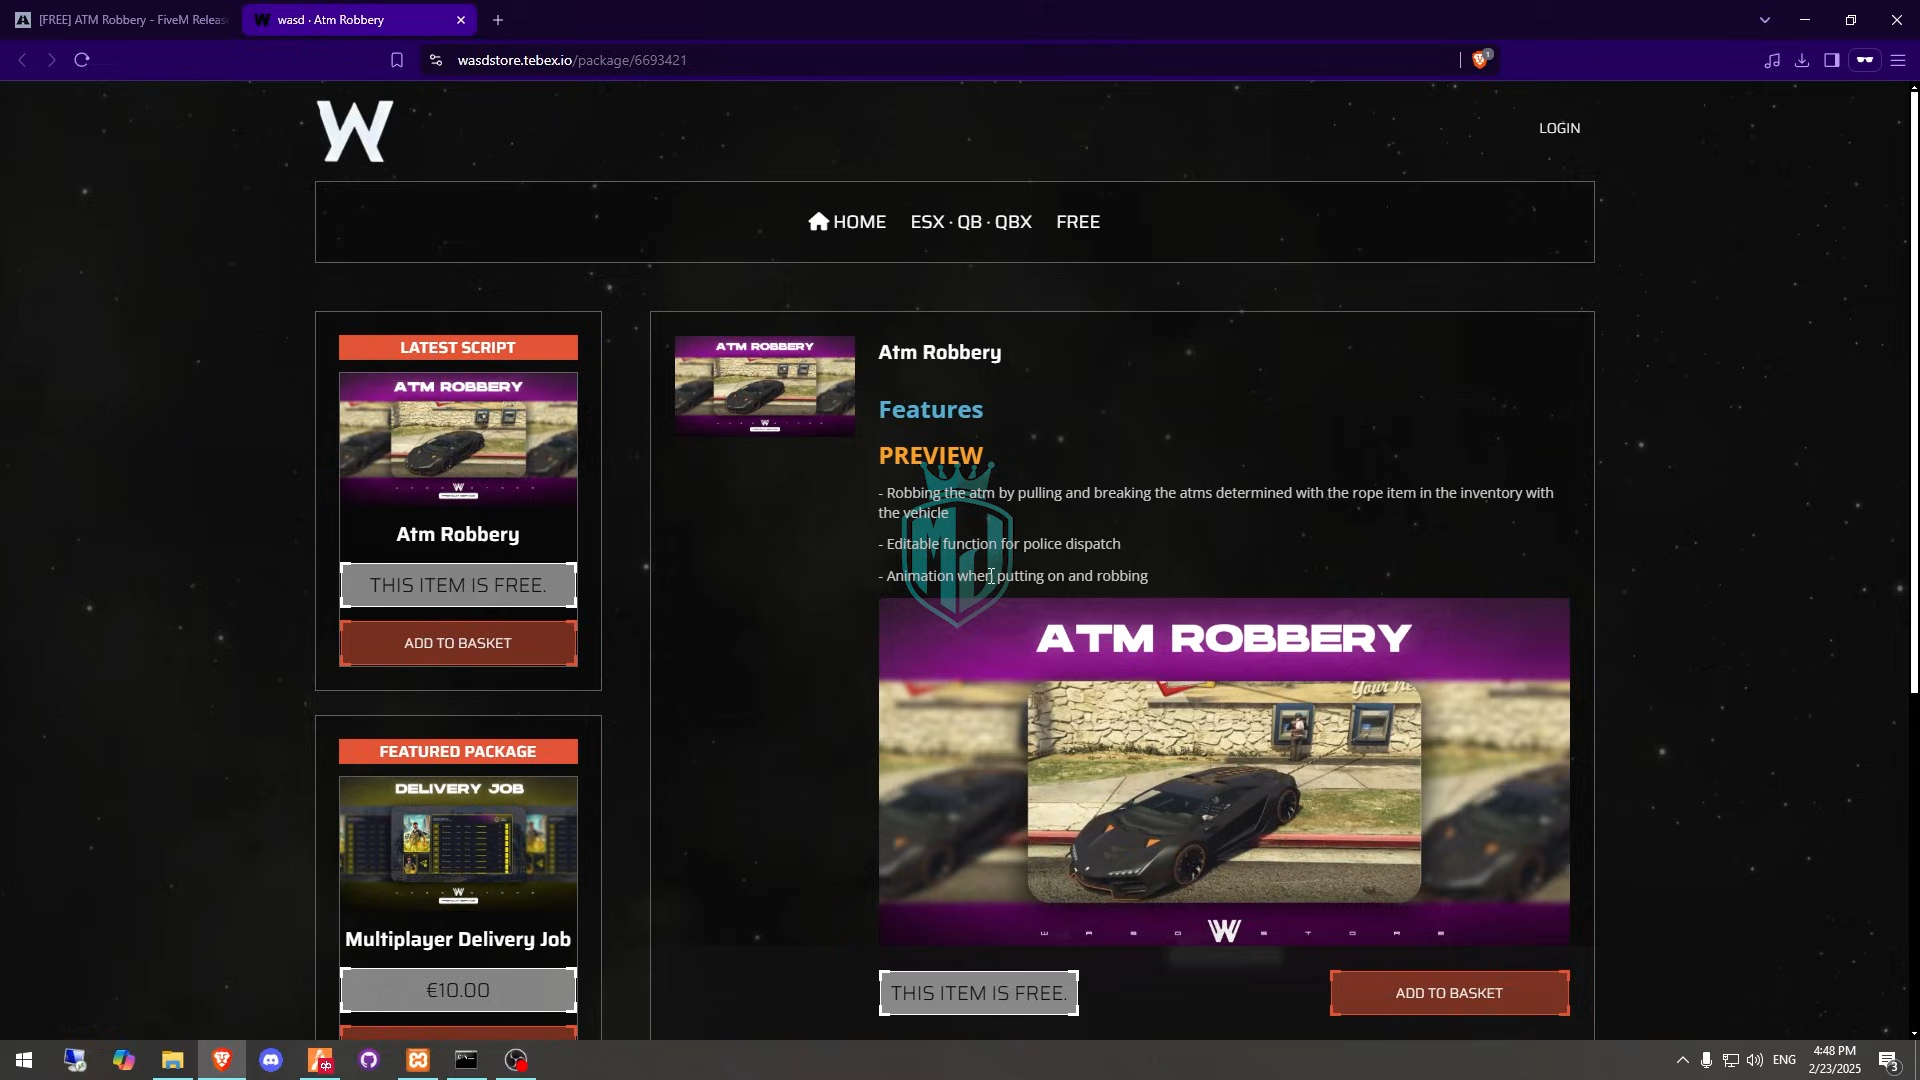 [FREE] ATM Robbery - FiveM Releas
wasd · Atm Robbery
wasdstore.tebex.io/package/6693421
1
W
LOGIN
HOME
ESX · QB · QBX
FREE
LATEST SCRIPT
ATM ROBBERY
W
Atm Robbery
THIS ITEM IS FREE.
ADD TO BASKET
FEATURED PACKAGE
DELIVERY JOB
W
Multiplayer Delivery Job
€10.00
ATM ROBBERY
W
Atm Robbery
Features
PREVIEW
- Robbing the atm by pulling and breaking the atms determined with the rope item in the inventory with
the vehicle
- Editable function for police dispatch
- Animation when putting on and robbing
ATM ROBBERY
W A S D W S T O R E
THIS ITEM IS FREE.
ADD TO BASKET
ENG
4:48 PM
2/23/2025
3